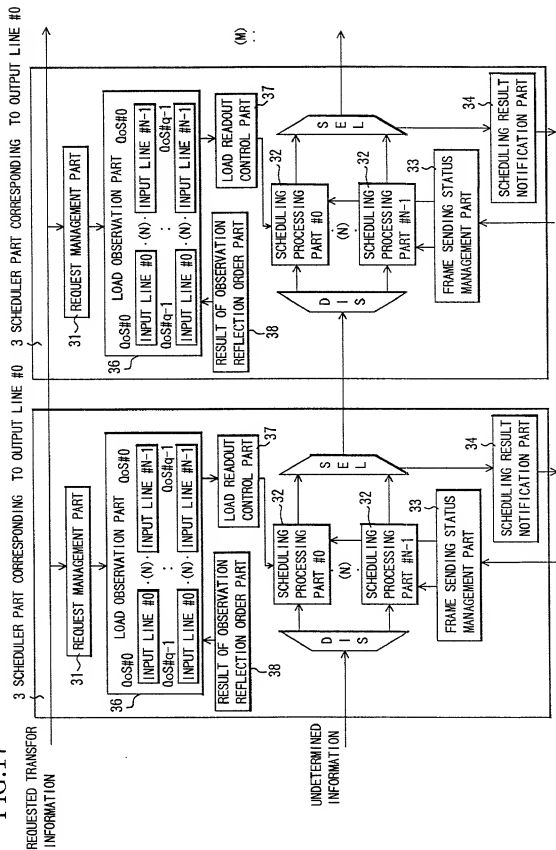 FIG.17
REQUESTED TRANSFOR
INFORMATION
3 SCHEDULER PART CORRESPONDING TO OUTPUT LINE #0
31 REQUEST MANAGEMENT PART
LOAD OBSERVATION PART
QoS#0 QoS#0
INPUT LINE #0 ·(N)· INPUT LINE #N-1
QoS#q-1 : QoS#q-1
INPUT LINE #0 ·(N)· INPUT LINE #N-1
36
RESULT OF OBSERVATION
REFLECTION ORDER PART
38
LOAD READOUT
CONTROL PART
37
UNDETERMINED
INFORMATION
DIS
32
SCHEDULING
PROCESSING
PART #0
·(N)·
32
SCHEDULING
PROCESSING
PART #N-1
SEL
33
FRAME SENDING STATUS
MANAGEMENT PART
34
SCHEDULING RESULT
NOTIFICATION PART
3 SCHEDULER PART CORRESPONDING TO OUTPUT LINE #0
31 REQUEST MANAGEMENT PART
LOAD OBSERVATION PART
QoS#0 QoS#0
INPUT LINE #0 ·(N)· INPUT LINE #N-1
QoS#q-1 : QoS#q-1
INPUT LINE #0 ·(N)· INPUT LINE #N-1
36
RESULT OF OBSERVATION
REFLECTION ORDER PART
38
LOAD READOUT
CONTROL PART
37
DIS
32
SCHEDULING
PROCESSING
PART #0
·(N)·
32
SCHEDULING
PROCESSING
PART #N-1
SEL
33
FRAME SENDING STATUS
MANAGEMENT PART
34
SCHEDULING RESULT
NOTIFICATION PART
(M)
··